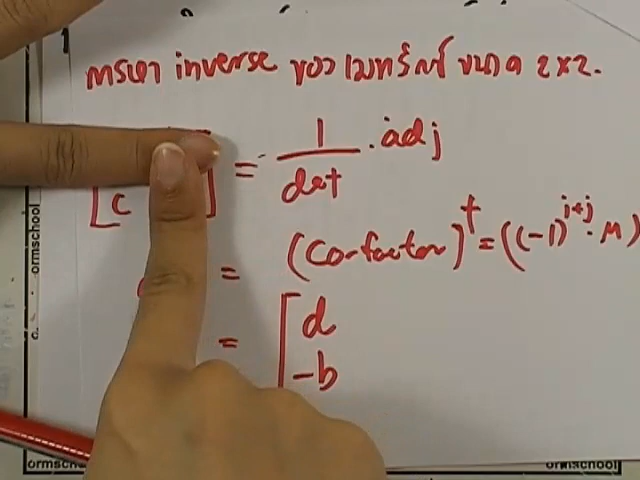 การหา inverse ของเมทริกซ์ ขนาด 2x2.
[c ] = 1/det . adj
= (co-factor)^t = ((-1)^{i+j} . M)
= [d
-b
ormschool
ormsch
ormschool